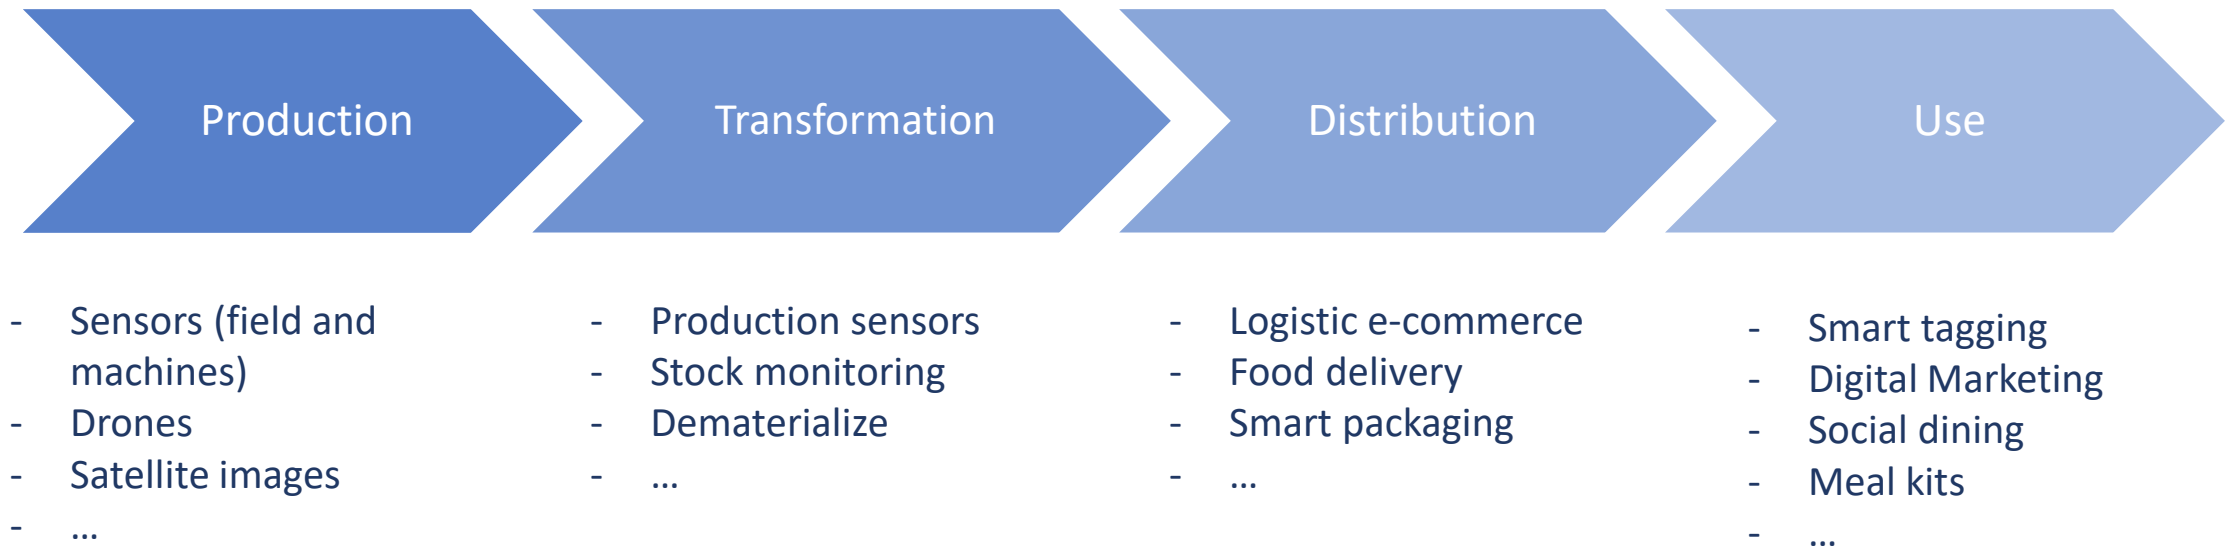 Production
Transformation
Distribution
Use
- Sensors (field and
machines)
- Drones
- Satellite images
- ...
- Production sensors
- Stock monitoring
- Dematerialize
- ...
- Logistic e-commerce
- Food delivery
- Smart packaging
- ...
- Smart tagging
- Digital Marketing
- Social dining
- Meal kits
- ...